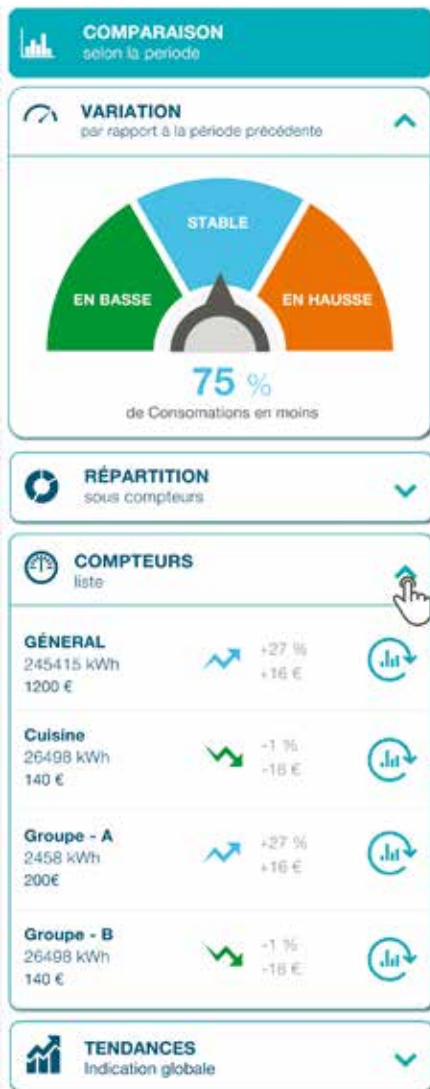 COMPARAISON
selon la periode
VARIATION
par rapport à la période précédente
STABLE
EN BASSE
EN HAUSSE
75 %
de Consomations en moins
RÉPARTITION
sous compteurs
COMPTEURS
liste
GÉNERAL
245415 kWh
1200 €
+27 %
+16 €
Cuisine
26498 kWh
140 €
-1 %
-18 €
Groupe - A
2458 kWh
200€
+27 %
+16 €
Groupe - B
26498 kWh
140 €
-1 %
-18 €
TENDANCES
Indication globale